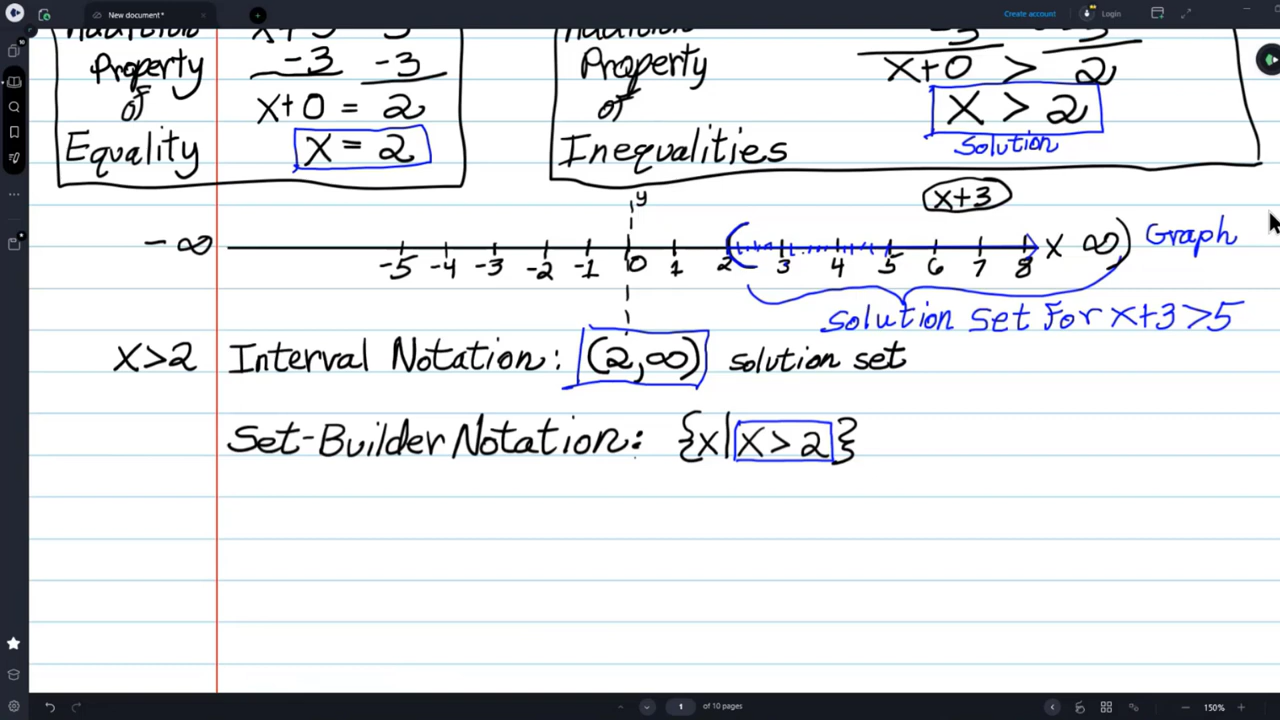 New document*
Create account
Login
Property
of
Equality
-3 -3
x+0 = 2
x = 2
Property
of
Inequalities
x+0 > 2
x > 2
Solution
x+3
y
-∞ -5 -4 -3 -2 -1 0 1 2 3 4 5 6 7 8 x ∞) Graph
solution set for x+3>5
x>2 Interval Notation: (2,∞) solution set
Set-Builder Notation: {x|x>2}
1 of 10 pages
150%